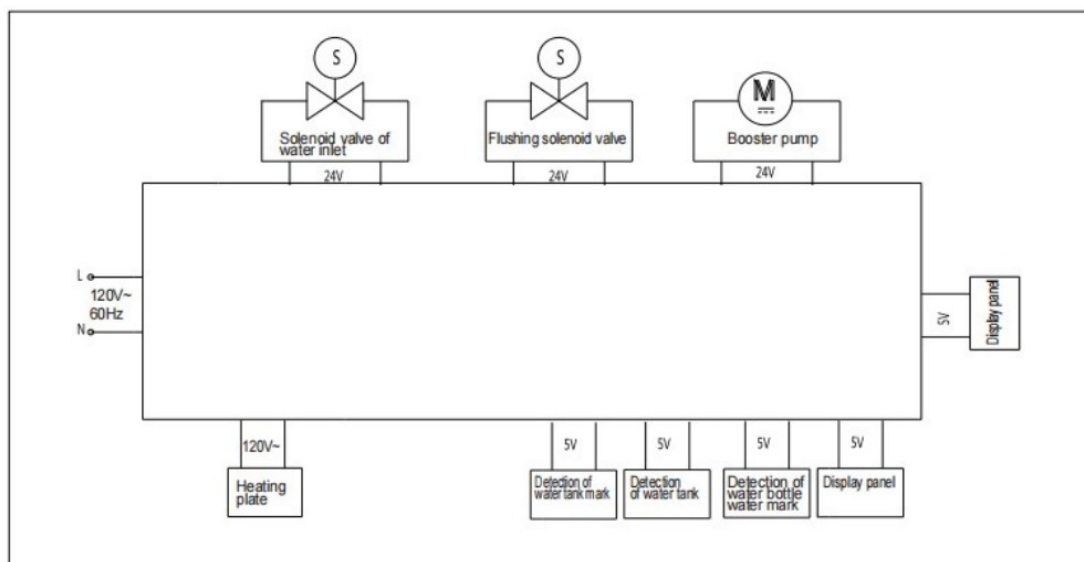 S
S
M
Solenoid valve of
water inlet
Flushing solenoid valve
Booster pump
24V
24V
24V
L
120V~
60Hz
N
5V
Display panel
120V~
5V
5V
5V
5V
Heating
plate
Detection of
water tank mark
Detection
of water tank
Detection of
water bottle
water mark
Display panel